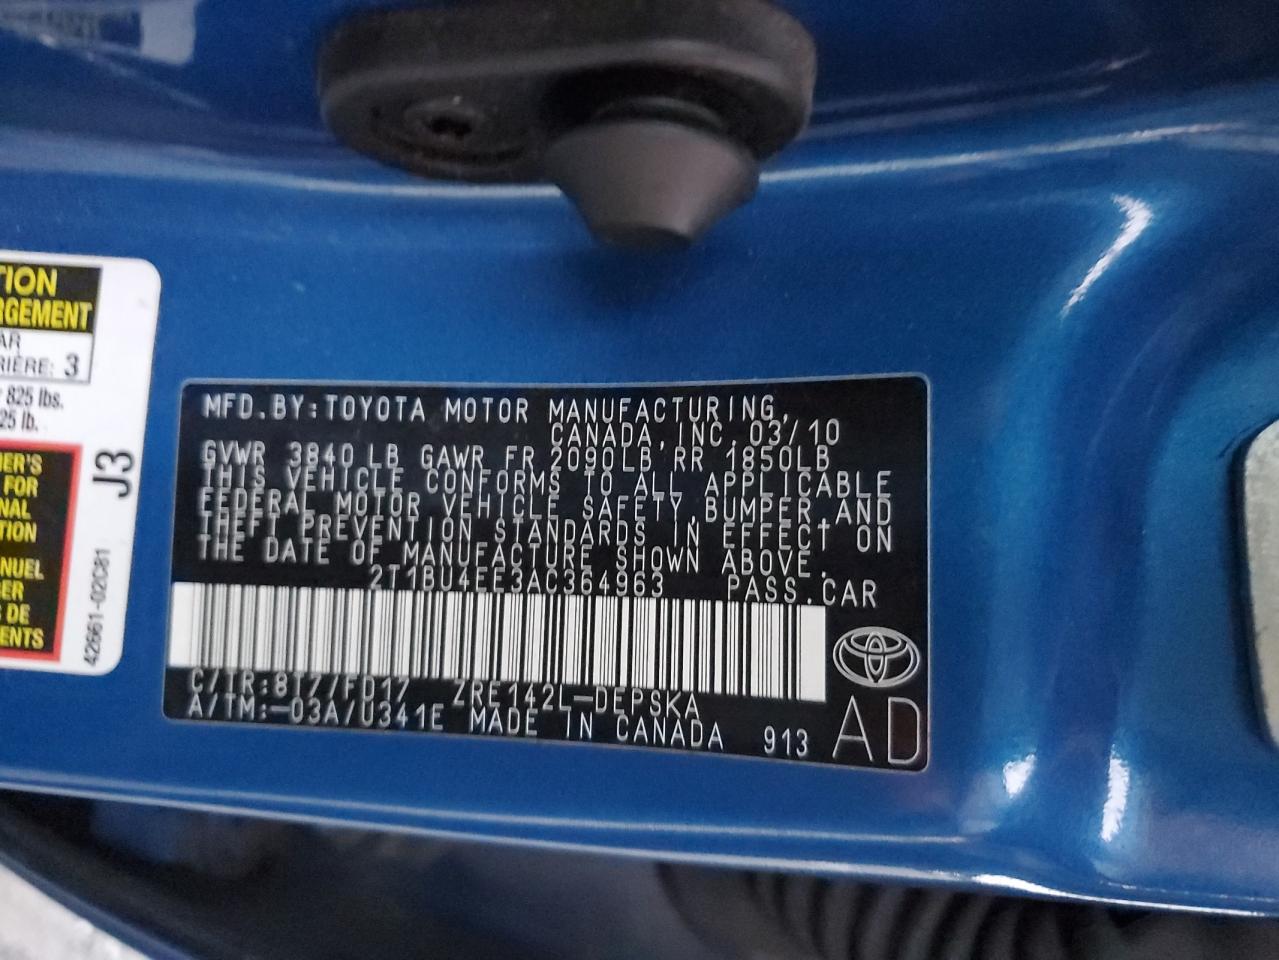 TION
RGEMENT
AR
RIÈRE: 3
825 lbs.
25 lb.
ER'S
FOR
NAL
TION
NUEL
ER
DE
ENTS
J3
42661-02C81
MFD.BY:TOYOTA MOTOR MANUFACTURING,
CANADA,INC. 03/10
GVWR 3840 LB GAWR FR 2090LB RR 1850LB
THIS VEHICLE CONFORMS TO ALL APPLICABLE
FEDERAL MOTOR VEHICLE SAFETY,BUMPER,AND
THEFT PREVENTION STANDARDS IN EFFECT ON
THE DATE OF MANUFACTURE SHOWN ABOVE.
2T1BU4EE3AC364963 PASS.CAR
C/TR:8T7/FD17 ZRE142L-DEPSKA
A/TM:-03A/U341E MADE IN CANADA 913
AD